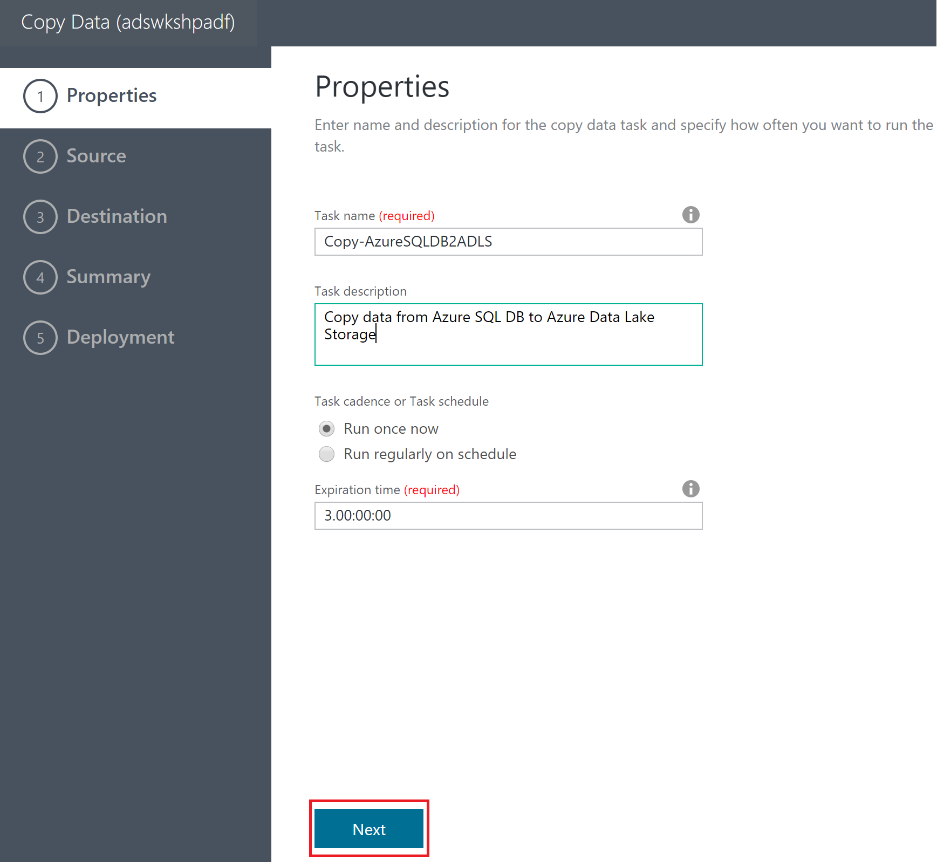 Copy Data (adswkshpadf)
1 Properties
2 Source
3 Destination
4 Summary
5 Deployment
Properties
Enter name and description for the copy data task and specify how often you want to run the
task.
Task name (required)
Copy-AzureSQLDB2ADLS
Task description
Copy data from Azure SQL DB to Azure Data Lake
Storage
Task cadence or Task schedule
Run once now
Run regularly on schedule
Expiration time (required)
3.00:00:00
Next